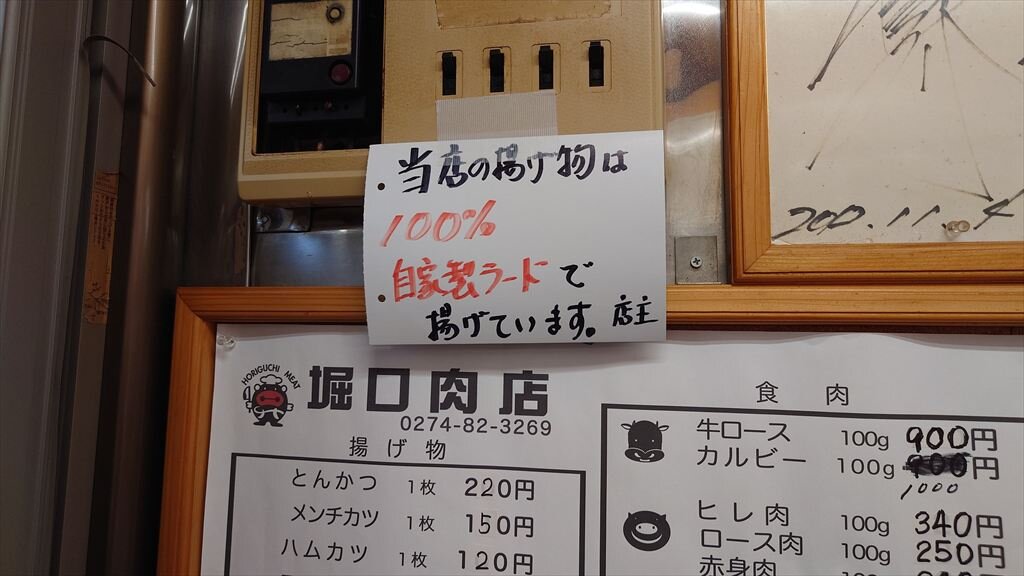 当店の揚げ物は
100%
自家製ラードで
揚げています。店主
HORIGUCHI MEAT
堀口肉店
0274-82-3269
揚げ物
とんかつ 1枚 220円
メンチカツ 1枚 150円
ハムカツ 1枚 120円
食肉
牛ロース 100g 900円
カルビー 100g 900円
1000
ヒレ肉 100g 340円
ロース肉 100g 250円
赤身肉